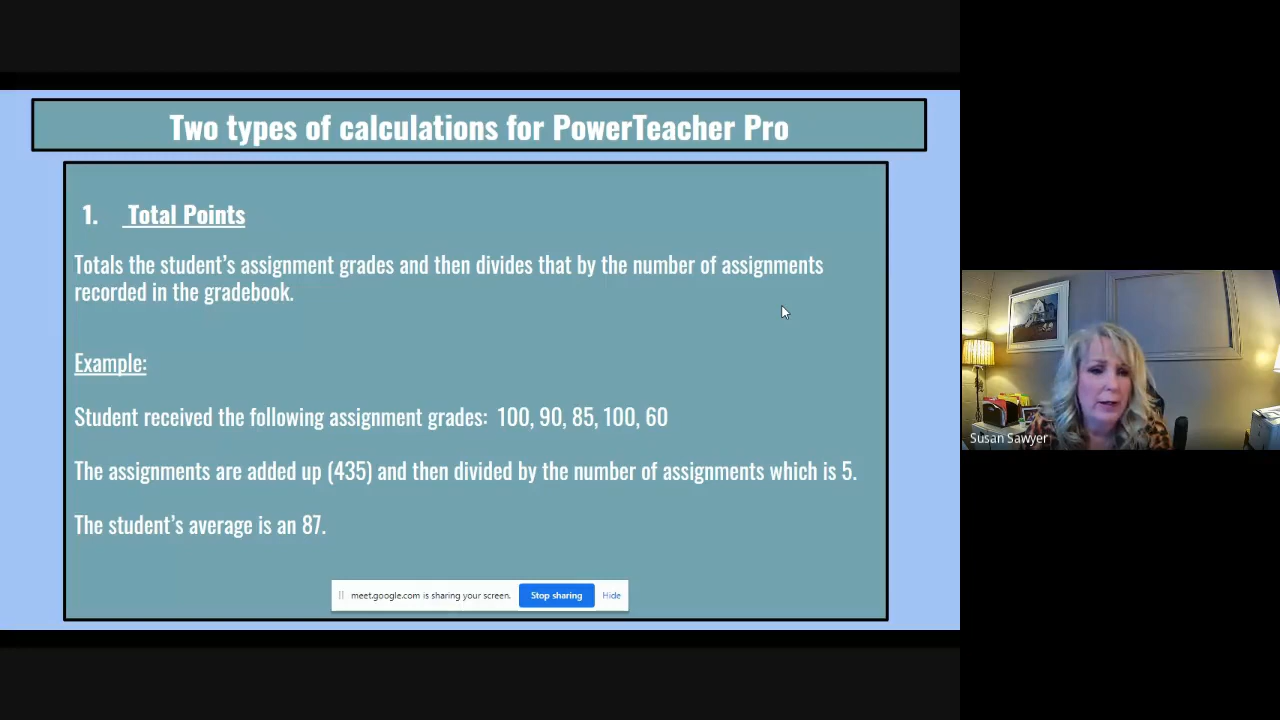 Two types of calculations for PowerTeacher Pro
1. Total Points
Totals the student's assignment grades and then divides that by the number of assignments
recorded in the gradebook.
Example:
Student received the following assignment grades: 100, 90, 85, 100, 60
The assignments are added up (435) and then divided by the number of assignments which is 5.
The student's average is an 87.
meet.google.com is sharing your screen. Stop sharing Hide
Susan Sawyer